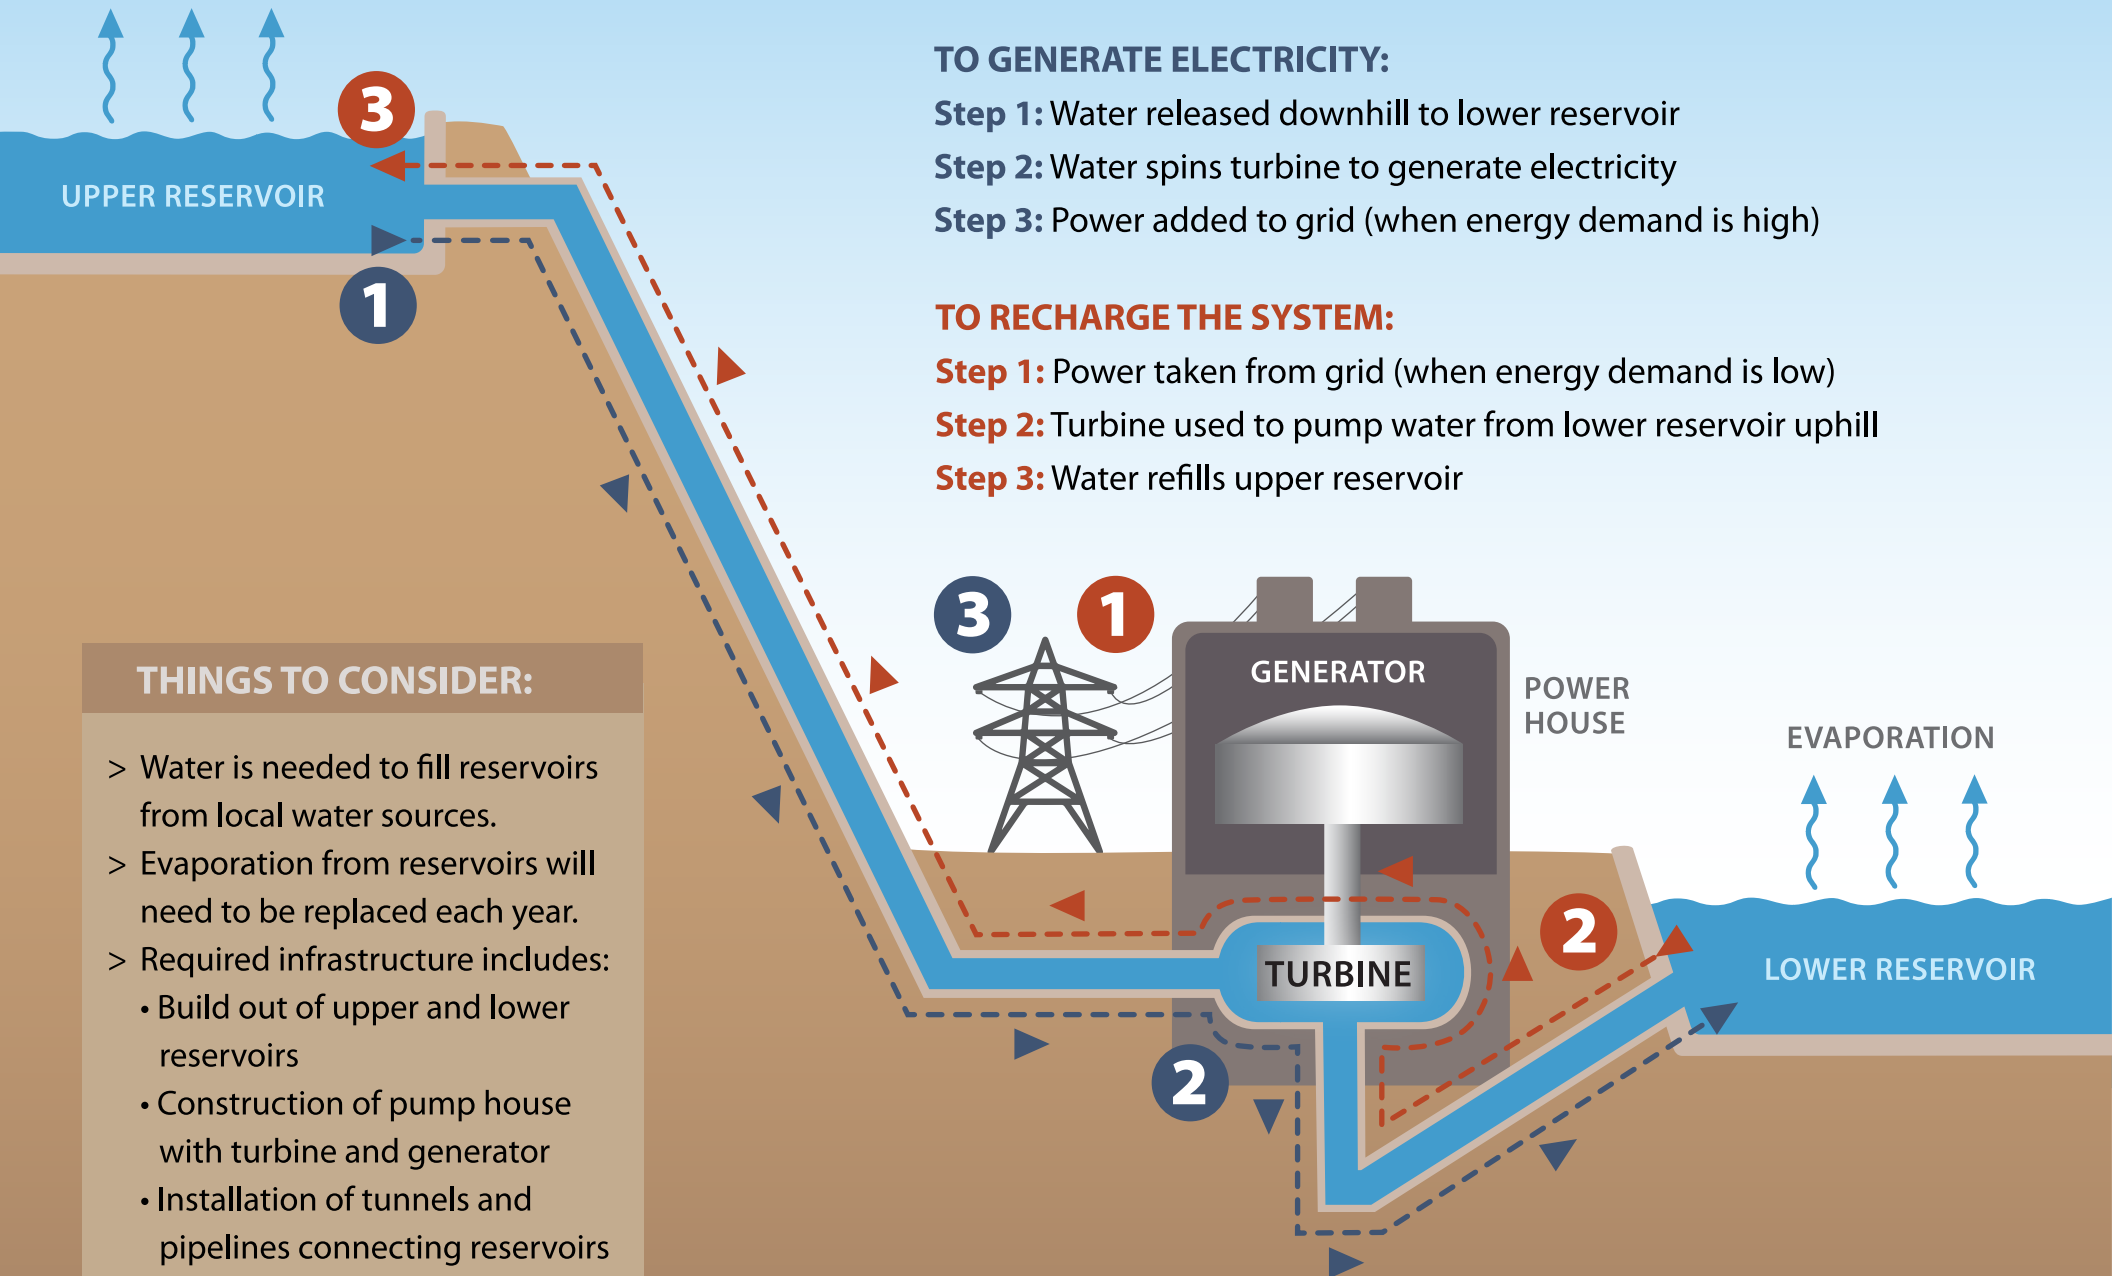 TO GENERATE ELECTRICITY:
Step 1: Water released downhill to lower reservoir
Step 2: Water spins turbine to generate electricity
Step 3: Power added to grid (when energy demand is high)
TO RECHARGE THE SYSTEM:
Step 1: Power taken from grid (when energy demand is low)
Step 2: Turbine used to pump water from lower reservoir uphill
Step 3: Water refills upper reservoir
3
UPPER RESERVOIR
1
3
1
GENERATOR
POWER
HOUSE
EVAPORATION
2
TURBINE
LOWER RESERVOIR
2
THINGS TO CONSIDER:
> Water is needed to fill reservoirs
from local water sources.
> Evaporation from reservoirs will
need to be replaced each year.
> Required infrastructure includes:
• Build out of upper and lower
reservoirs
• Construction of pump house
with turbine and generator
• Installation of tunnels and
pipelines connecting reservoirs